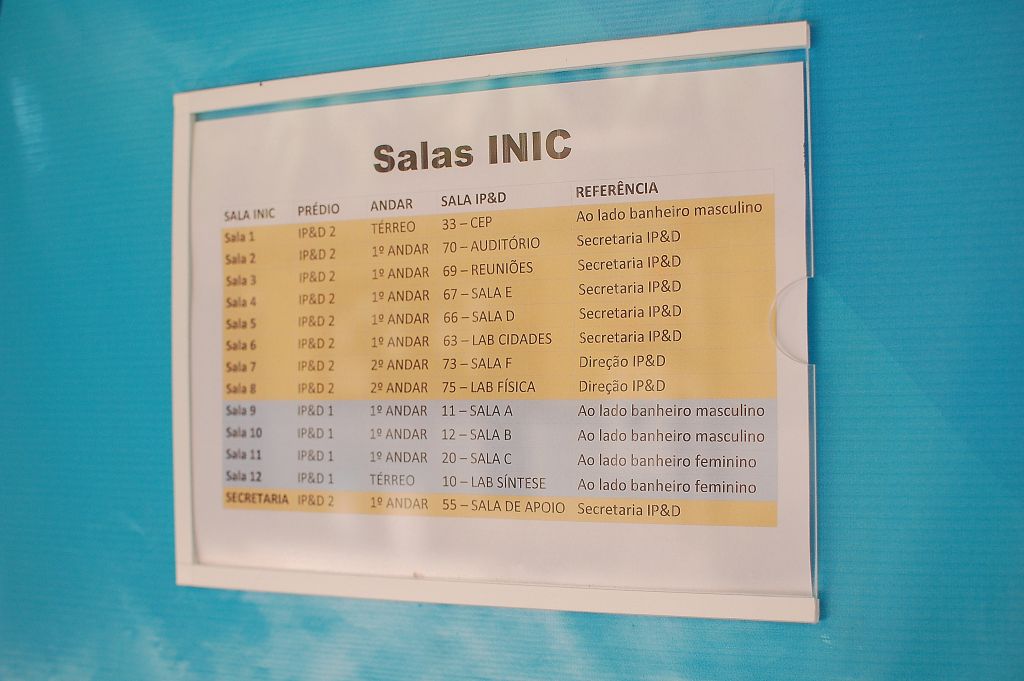 Salas INIC
SALA INIC PRÉDIO ANDAR SALA IP&D REFERÊNCIA
Sala 1 IP&D 2 TÉRREO 33 – CEP Ao lado banheiro masculino
Sala 2 IP&D 2 1º ANDAR 70 – AUDITÓRIO Secretaria IP&D
Sala 3 IP&D 2 1º ANDAR 69 – REUNIÕES Secretaria IP&D
Sala 4 IP&D 2 1º ANDAR 67 – SALA E Secretaria IP&D
Sala 5 IP&D 2 1º ANDAR 66 – SALA D Secretaria IP&D
Sala 6 IP&D 2 1º ANDAR 63 – LAB CIDADES Secretaria IP&D
Sala 7 IP&D 2 2º ANDAR 73 – SALA F Direção IP&D
Sala 8 IP&D 2 2º ANDAR 75 – LAB FÍSICA Direção IP&D
Sala 9 IP&D 1 1º ANDAR 11 – SALA A Ao lado banheiro masculino
Sala 10 IP&D 1 1º ANDAR 12 – SALA B Ao lado banheiro masculino
Sala 11 IP&D 1 1º ANDAR 20 – SALA C Ao lado banheiro feminino
Sala 12 IP&D 1 TÉRREO 10 – LAB SÍNTESE Ao lado banheiro feminino
SECRETARIA IP&D 2 1º ANDAR 55 – SALA DE APOIO Secretaria IP&D